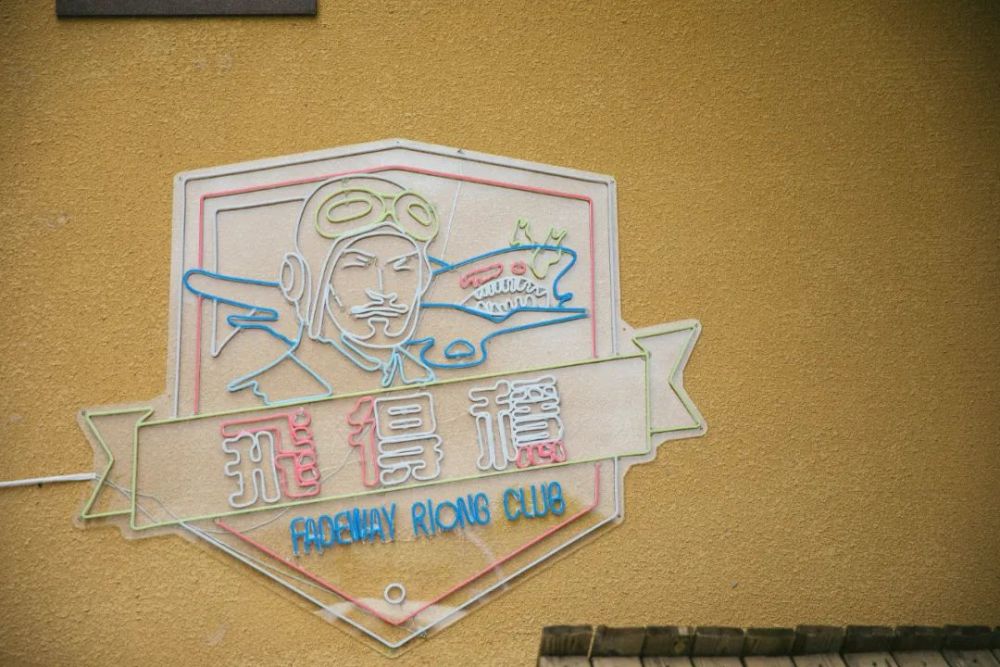 飛得穩
FADEWAY RIONG CLUB